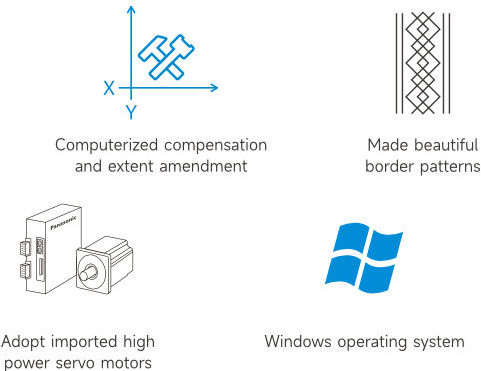 X
Y
Computerized compensation
and extent amendment
Made beautiful
border patterns
Panasonic
Adopt imported high
power servo motors
Windows operating system